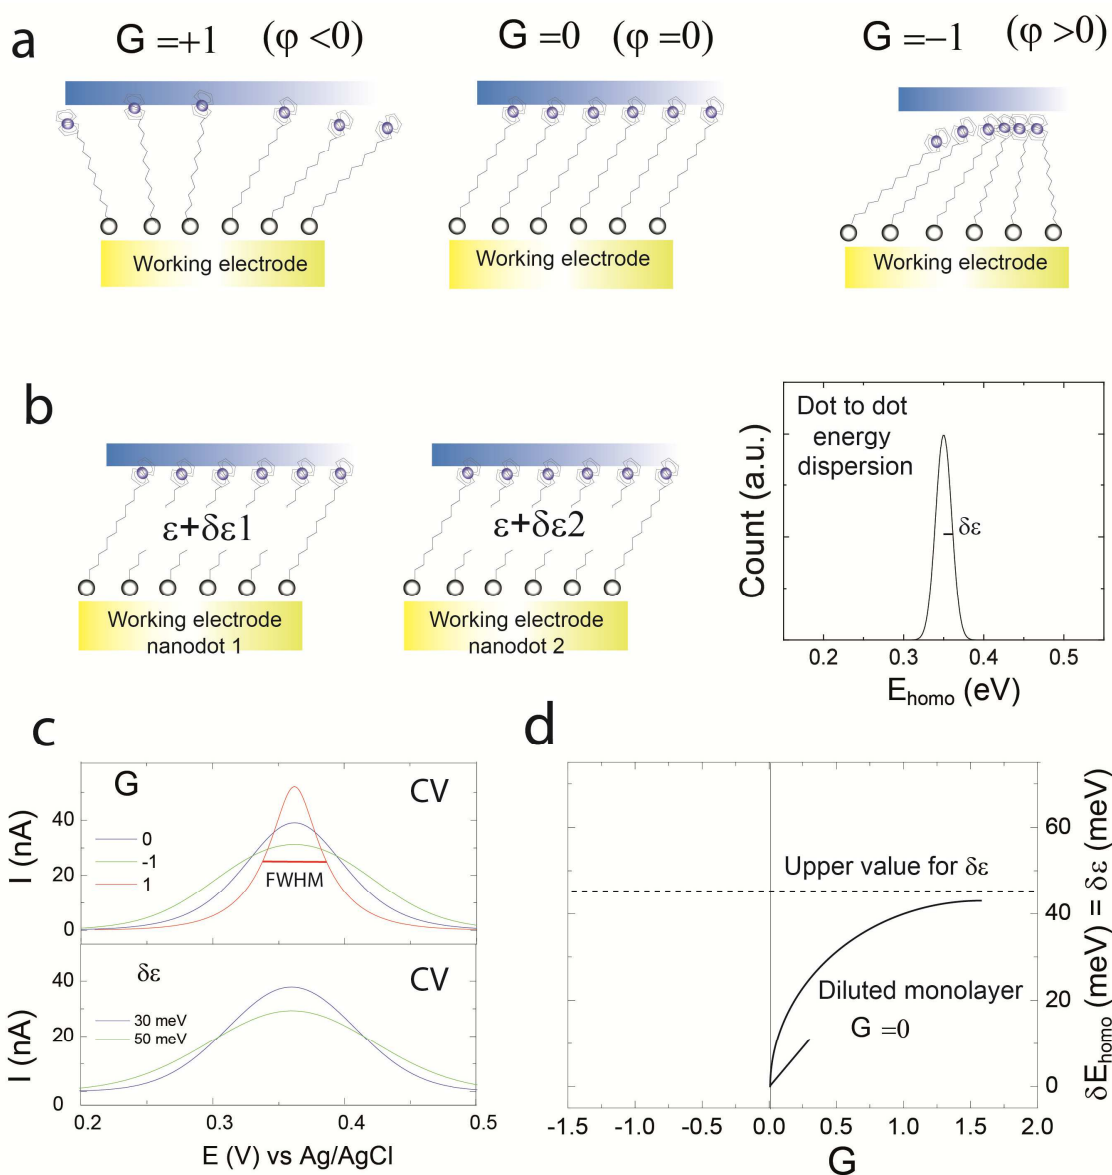 a
G =+1 (φ <0)
G =0 (φ =0)
G =−1 (φ >0)
Working electrode
Working electrode
Working electrode
b
ε+δε1
ε+δε2
Working electrode
nanodot 1
Working electrode
nanodot 2
Dot to dot
energy
dispersion
δε
Count (a.u.)
0.2 0.3 0.4 0.5
Ehomo (eV)
c
G
CV
0
-1
1
FWHM
I (nA)
40
20
0
δε
CV
30 meV
50 meV
I (nA)
40
20
0
0.2 0.3 0.4 0.5
E (V) vs Ag/AgCl
d
Upper value for δε
Diluted monolayer
G =0
60
40
20
0
δEhomo (meV) = δε (meV)
-1.5 -1.0 -0.5 0.0 0.5 1.0 1.5 2.0
G